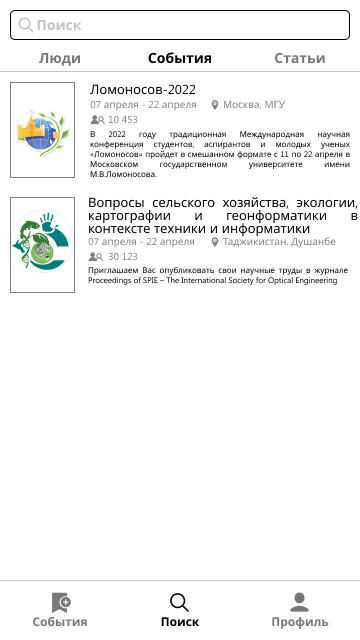 Поиск
Люди
События
Статьи
Ломоносов-2022
07 апреля - 22 апреля
Москва, МГУ
10 453
В 2022 году традиционная Международная научная
конференция студентов, аспирантов и молодых ученых
«Ломоносов» пройдет в смешанном формате с 11 по 22 апреля в
Московском государственном университете имени
М.В.Ломоносова.
Вопросы сельского хозяйства, экологии,
картографии и геонформатики в
контексте техники и информатики
07 апреля - 22 апреля
Таджикистан, Душанбе
30 123
Приглашаем Вас опубликовать свои научные труды в журнале
Proceedings of SPIE – The International Society for Optical Engineering
События
Поиск
Профиль